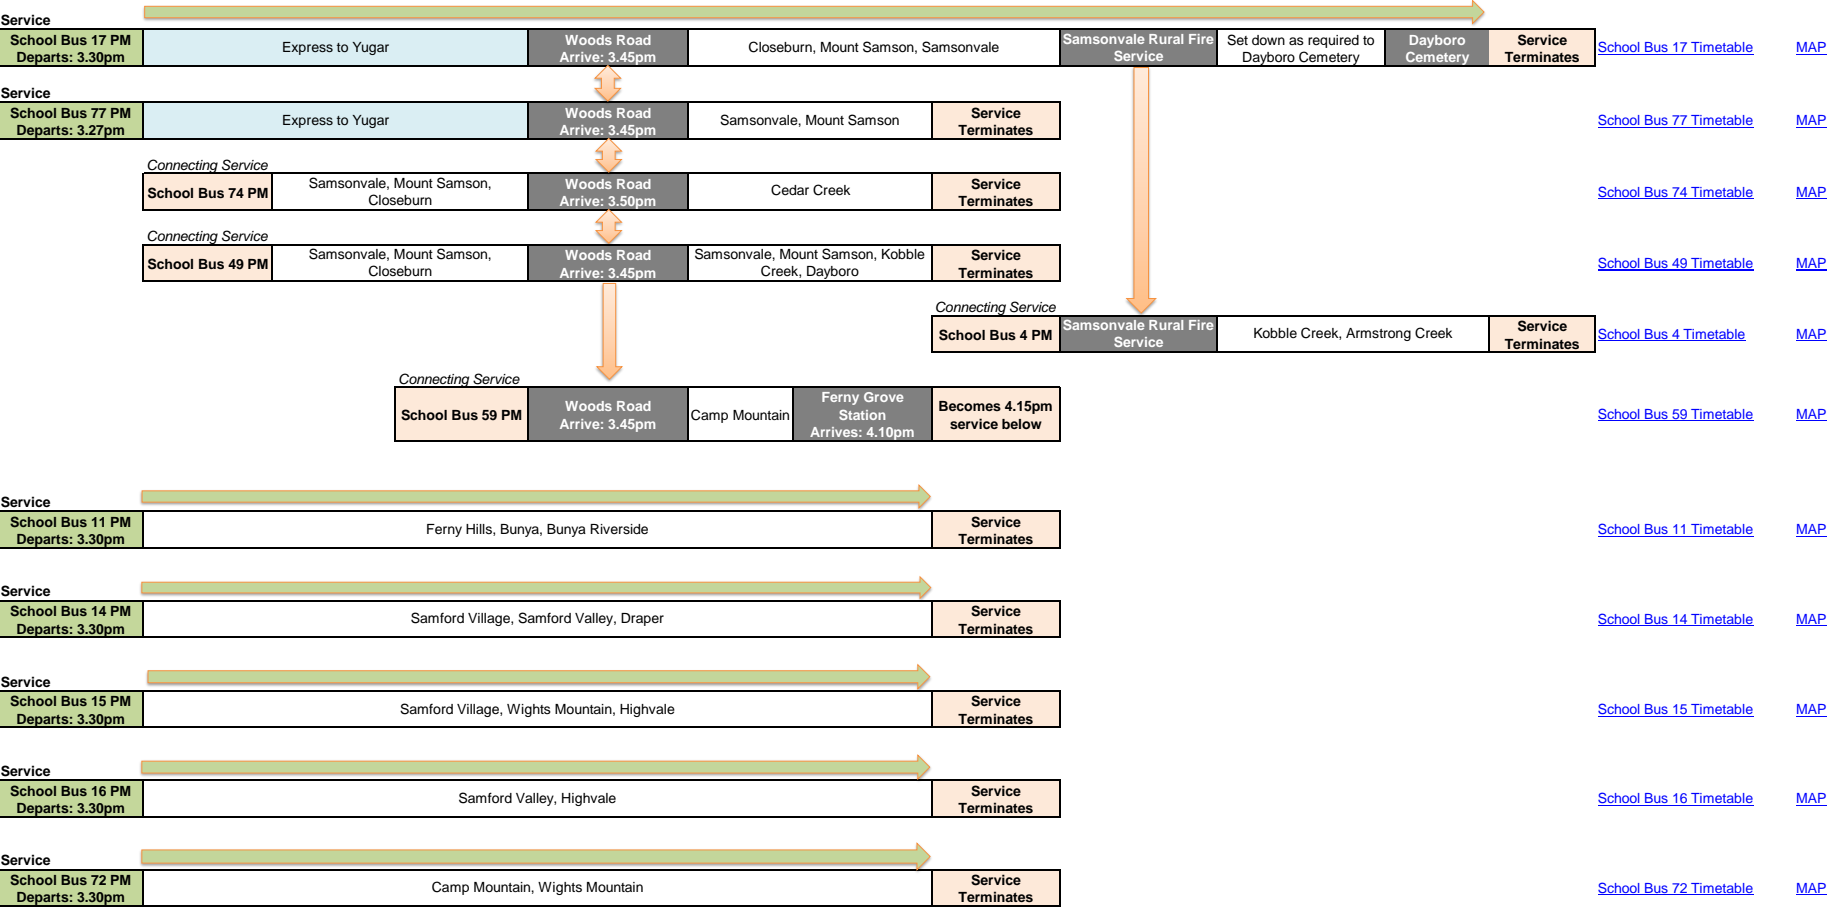 Service
School Bus 17 PM
Departs: 3.30pm
Express to Yugar
Woods Road
Arrive: 3.45pm
Closeburn, Mount Samson, Samsonvale
Samsonvale Rural Fire
Service
Set down as required to
Dayboro Cemetery
Dayboro
Cemetery
Service
Terminates
School Bus 17 Timetable
MAP
Service
School Bus 77 PM
Departs: 3.27pm
Express to Yugar
Woods Road
Arrive: 3.45pm
Samsonvale, Mount Samson
Service
Terminates
School Bus 77 Timetable
MAP
Connecting Service
School Bus 74 PM
Samsonvale, Mount Samson,
Closeburn
Woods Road
Arrive: 3.50pm
Cedar Creek
Service
Terminates
School Bus 74 Timetable
MAP
Connecting Service
School Bus 49 PM
Samsonvale, Mount Samson,
Closeburn
Woods Road
Arrive: 3.45pm
Samsonvale, Mount Samson, Kobble
Creek, Dayboro
Service
Terminates
School Bus 49 Timetable
MAP
Connecting Service
School Bus 4 PM
Samsonvale Rural Fire
Service
Kobble Creek, Armstrong Creek
Service
Terminates
School Bus 4 Timetable
MAP
Connecting Service
School Bus 59 PM
Woods Road
Arrive: 3.45pm
Camp Mountain
Ferny Grove
Station
Arrives: 4.10pm
Becomes 4.15pm
service below
School Bus 59 Timetable
MAP
Service
School Bus 11 PM
Departs: 3.30pm
Ferny Hills, Bunya, Bunya Riverside
Service
Terminates
School Bus 11 Timetable
MAP
Service
School Bus 14 PM
Departs: 3.30pm
Samford Village, Samford Valley, Draper
Service
Terminates
School Bus 14 Timetable
MAP
Service
School Bus 15 PM
Departs: 3.30pm
Samford Village, Wights Mountain, Highvale
Service
Terminates
School Bus 15 Timetable
MAP
Service
School Bus 16 PM
Departs: 3.30pm
Samford Valley, Highvale
Service
Terminates
School Bus 16 Timetable
MAP
Service
School Bus 72 PM
Departs: 3.30pm
Camp Mountain, Wights Mountain
Service
Terminates
School Bus 72 Timetable
MAP